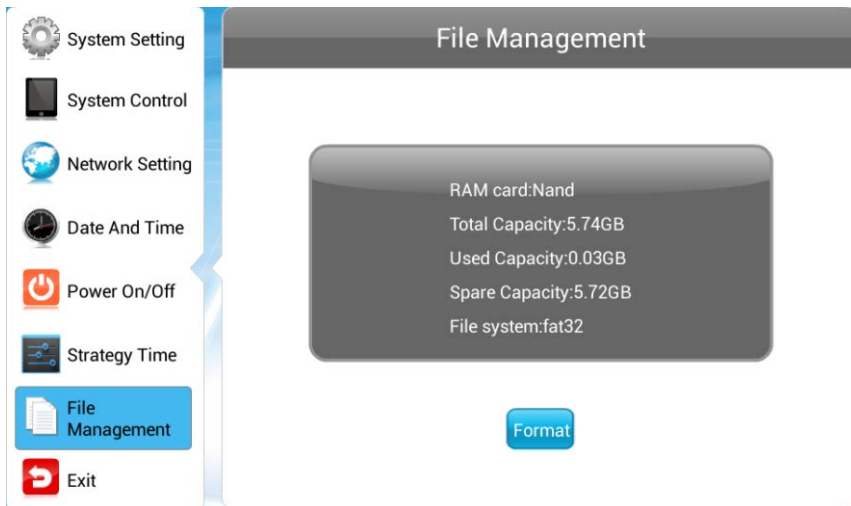 System Setting
System Control
Network Setting
Date And Time
Power On/Off
Strategy Time
File
Management
Exit
File Management
RAM card:Nand
Total Capacity:5.74GB
Used Capacity:0.03GB
Spare Capacity:5.72GB
File system:fat32
Format